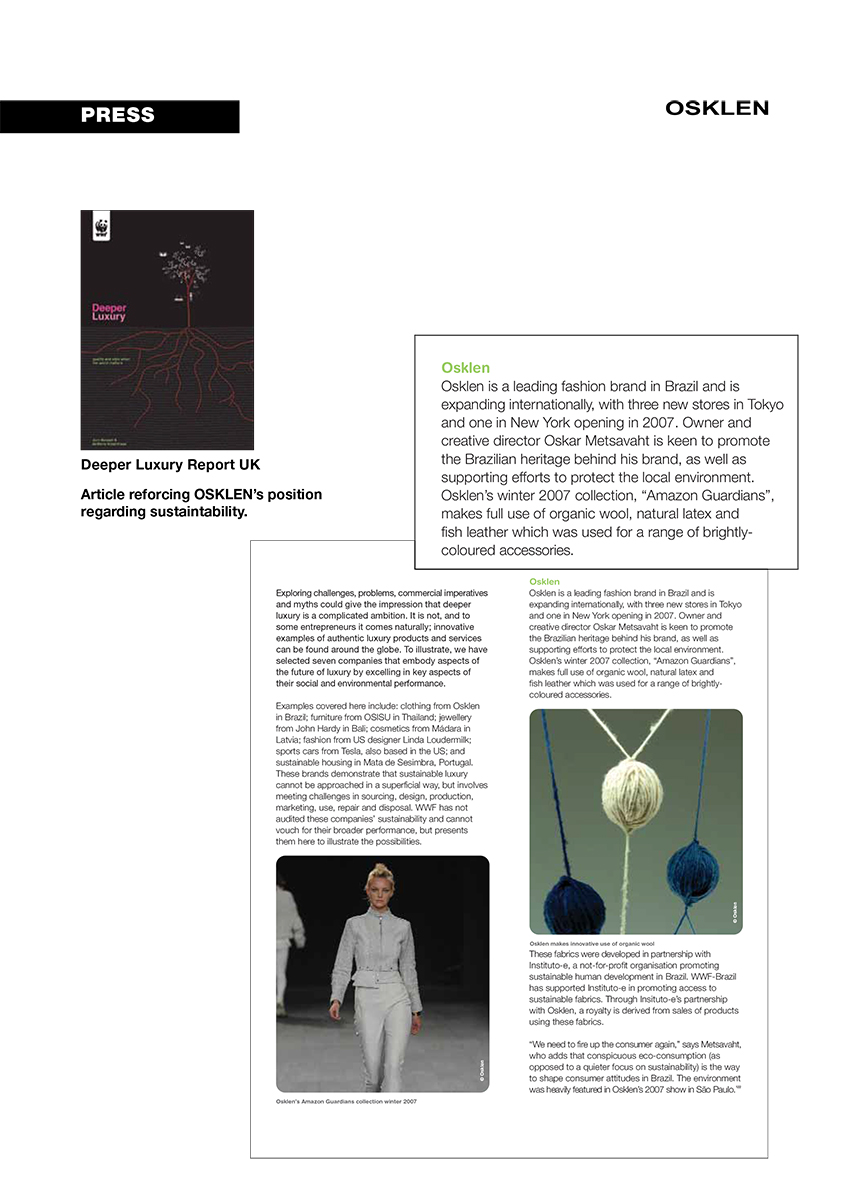 PRESS
OSKLEN
WWF
Deeper
Luxury
Deeper Luxury Report UK
Article reforcing OSKLEN’s position
regarding sustaintability.
Osklen
Osklen is a leading fashion brand in Brazil and is
expanding internationally, with three new stores in Tokyo
and one in New York opening in 2007. Owner and
creative director Oskar Metsavaht is keen to promote
the Brazilian heritage behind his brand, as well as
supporting efforts to protect the local environment.
Osklen’s winter 2007 collection, “Amazon Guardians”,
makes full use of organic wool, natural latex and
fish leather which was used for a range of brightly-
coloured accessories.
Exploring challenges, problems, commercial imperatives
and myths could give the impression that deeper
luxury is a complicated ambition. It is not, and to
some entrepreneurs it comes naturally; innovative
examples of authentic luxury products and services
can be found around the globe. To illustrate, we have
selected seven companies that embody aspects of
the future of luxury by excelling in key aspects of
their social and environmental performance.
Examples covered here include: clothing from Osklen
in Brazil; furniture from OSISU in Thailand; jewellery
from John Hardy in Bali; cosmetics from Mádara in
Latvia; fashion from US designer Linda Loudermilk;
sports cars from Tesla, also based in the US; and
sustainable housing in Mata de Sesimbra, Portugal.
These brands demonstrate that sustainable luxury
cannot be approached in a superficial way, but involves
meeting challenges in sourcing, design, production,
marketing, use, repair and disposal. WWF has not
audited these companies’ sustainability and cannot
vouch for their broader performance, but presents
them here to illustrate the possibilities.
© Osklen
Osklen’s Amazon Guardians collection winter 2007
Osklen
Osklen is a leading fashion brand in Brazil and is
expanding internationally, with three new stores in Tokyo
and one in New York opening in 2007. Owner and
creative director Oskar Metsavaht is keen to promote
the Brazilian heritage behind his brand, as well as
supporting efforts to protect the local environment.
Osklen’s winter 2007 collection, “Amazon Guardians”,
makes full use of organic wool, natural latex and
fish leather which was used for a range of brightly-
coloured accessories.
© Osklen
Osklen makes innovative use of organic wool
These fabrics were developed in partnership with
Instituto-e, a not-for-profit organisation promoting
sustainable human development in Brazil. WWF-Brazil
has supported Instituto-e in promoting access to
sustainable fabrics. Through Insituto-e’s partnership
with Osklen, a royalty is derived from sales of products
using these fabrics.
“We need to fire up the consumer again,” says Metsavaht,
who adds that conspicuous eco-consumption (as
opposed to a quieter focus on sustainability) is the way
to shape consumer attitudes in Brazil. The environment
was heavily featured in Osklen’s 2007 show in São Paulo.